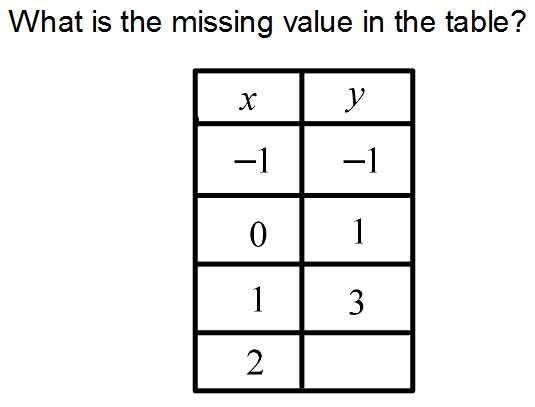 What is the missing value in the table?
x y
−1 −1
0 1
1 3
2